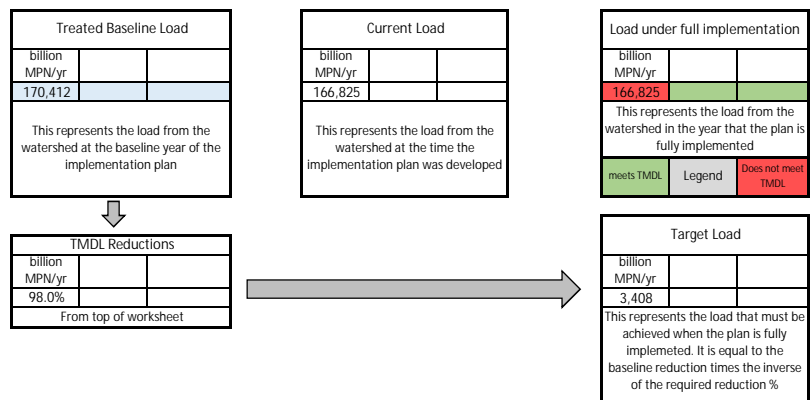 Treated Baseline Load
billion
MPN/yr
170,412
This represents the load from the
watershed at the baseline year of the
implementation plan
Current Load
billion
MPN/yr
166,825
This represents the load from the
watershed at the time the
implementation plan was developed
Load under full implementation
billion
MPN/yr
166,825
This represents the load from the
watershed in the year that the plan is
fully implemented
meets TMDL
Legend
Does not meet
TMDL
TMDL Reductions
billion
MPN/yr
98.0%
From top of worksheet
Target Load
billion
MPN/yr
3,408
This represents the load that must be
achieved when the plan is fully
implemeted. It is equal to the
baseline reduction times the inverse
of the required reduction %